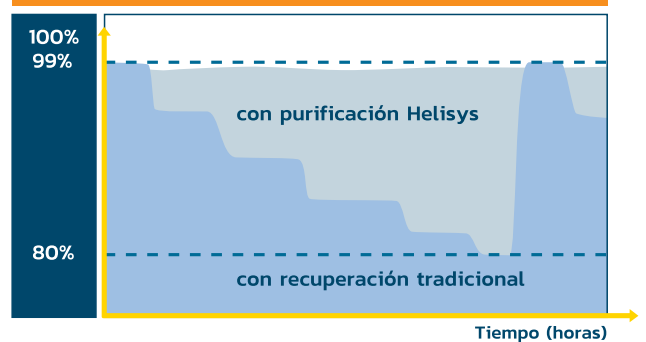 100%
99%
con purificación Helisys
80%
con recuperación tradicional
Tiempo (horas)